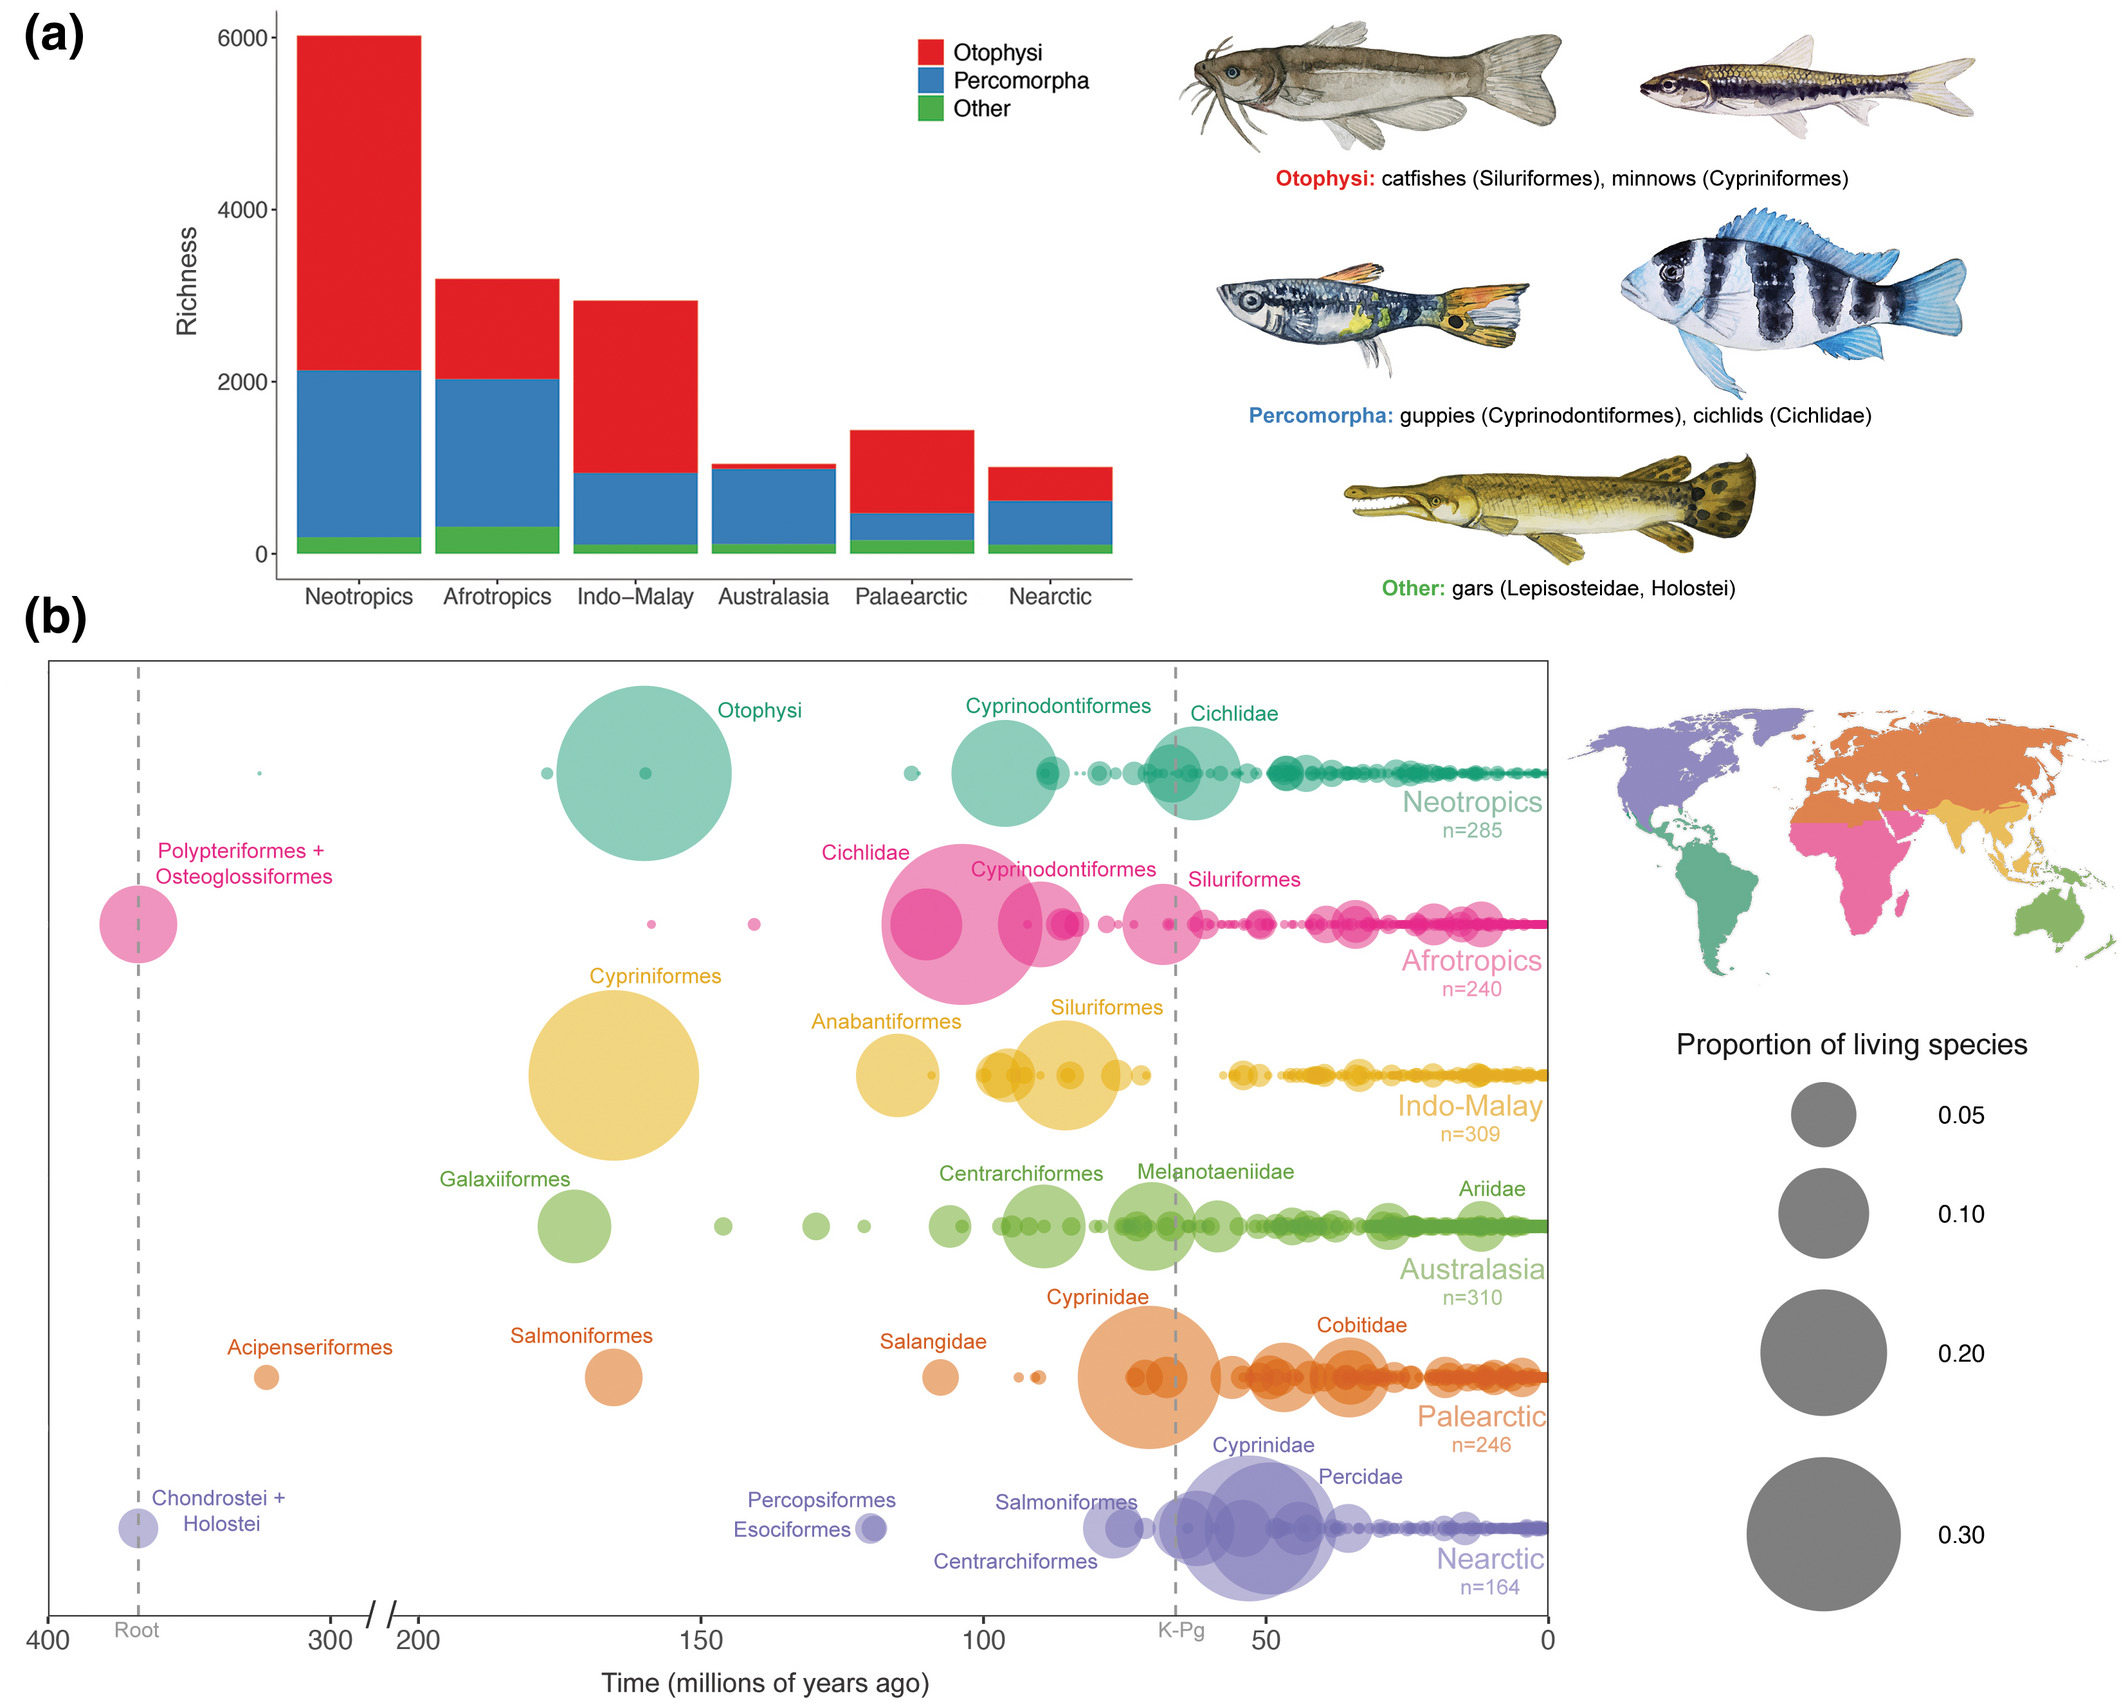 (a)
6000
4000
2000
0
Richness
Otophysi
Percomorpha
Other
Neotropics Afrotropics Indo–Malay Australasia Palaearctic Nearctic
Otophysi: catfishes (Siluriformes), minnows (Cypriniformes)
Percomorpha: guppies (Cyprinodontiformes), cichlids (Cichlidae)
Other: gars (Lepisosteidae, Holostei)
(b)
Otophysi
Cyprinodontiformes
Cichlidae
Neotropics
n=285
Polypteriformes +
Osteoglossiformes
Cichlidae
Cyprinodontiformes
Siluriformes
Afrotropics
n=240
Cypriniformes
Anabantiformes
Siluriformes
Indo-Malay
n=309
Galaxiiformes
Centrarchiformes
Melanotaeniidae
Ariidae
Australasia
n=310
Acipenseriformes
Salmoniformes
Salangidae
Cyprinidae
Cobitidae
Palearctic
n=246
Chondrostei +
Holostei
Percopsiformes
Esociformes
Salmoniformes
Centrarchiformes
Cyprinidae
Percidae
Nearctic
n=164
400 300 200 150 100 50 0
Root
K-Pg
Time (millions of years ago)
Proportion of living species
0.05
0.10
0.20
0.30